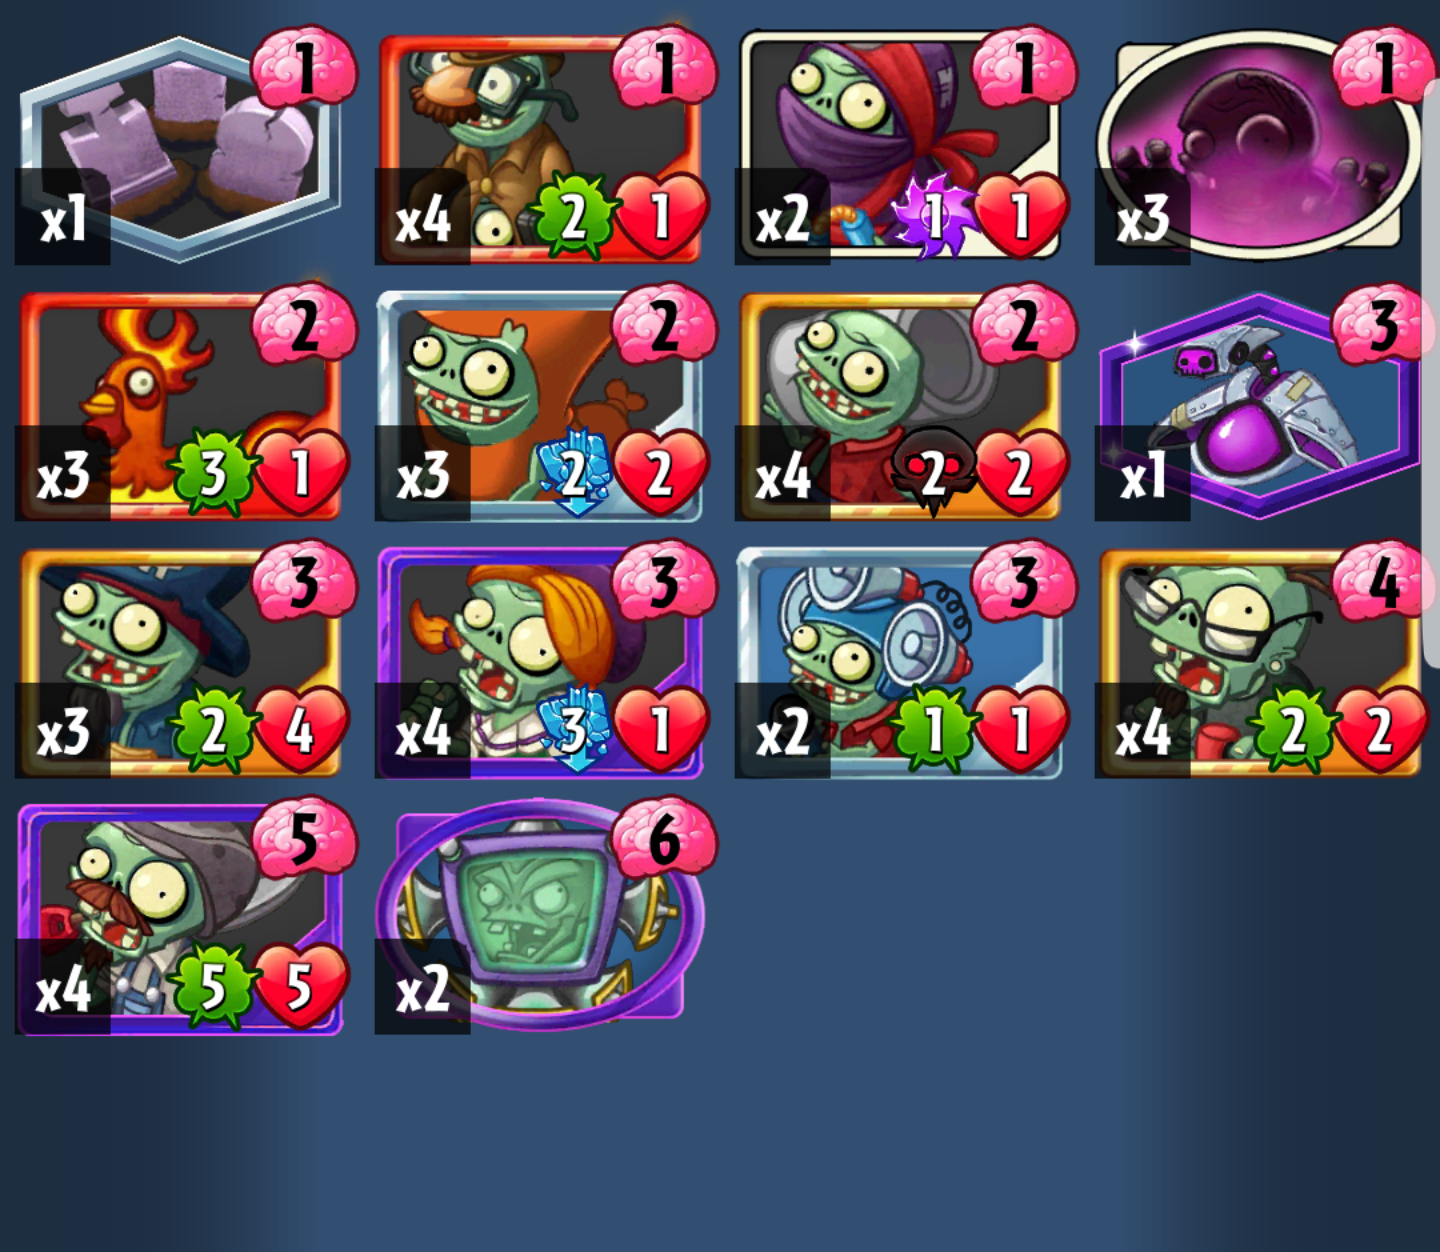 1 1 1 1
x1 x4 2 1 x2 1 1 x3
2 2 2 3
x3 3 1 x3 2 2 x4 2 2 x1
3 3 3 4
x3 2 4 x4 3 1 x2 1 1 x4 2 2
5 6
x4 5 5 x2